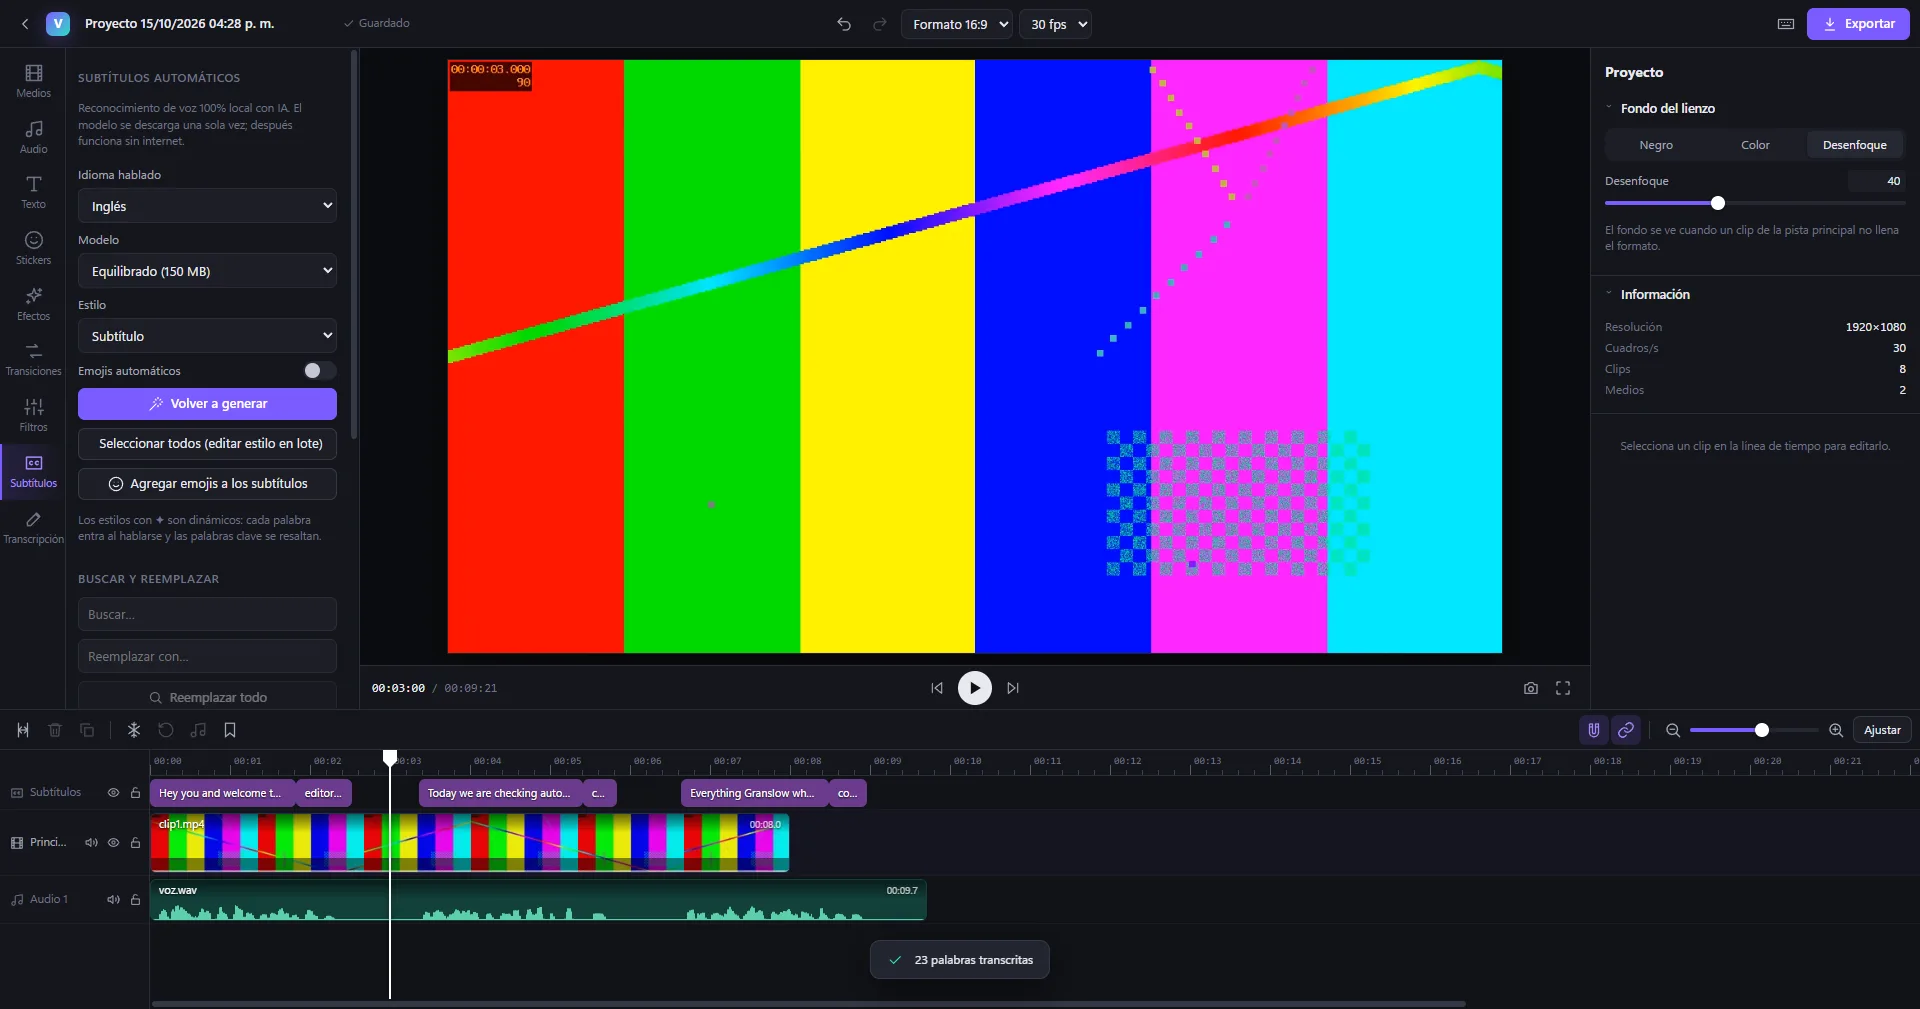 V
Proyecto 15/10/2026 04:28 p. m.
Guardado
Formato 16:9
30 fps
Exportar
Medios
Audio
Texto
Stickers
Efectos
Transiciones
Filtros
Subtítulos
Transcripción
SUBTÍTULOS AUTOMÁTICOS
Reconocimiento de voz 100% local con IA. El
modelo se descarga una sola vez; después
funciona sin internet.
Idioma hablado
Inglés
Modelo
Equilibrado (150 MB)
Estilo
Subtítulo
Emojis automáticos
Volver a generar
Seleccionar todos (editar estilo en lote)
Agregar emojis a los subtítulos
Los estilos con ✦ son dinámicos: cada palabra
entra al hablarse y las palabras clave se resaltan.
BUSCAR Y REEMPLAZAR
Buscar...
Reemplazar con...
Reemplazar todo
00:00:03.000
90
00:03:00 / 00:09:21
Proyecto
Fondo del lienzo
Negro
Color
Desenfoque
Desenfoque
40
El fondo se ve cuando un clip de la pista principal no llena
el formato.
Información
Resolución 1920×1080
Cuadros/s 30
Clips 8
Medios 2
Selecciona un clip en la línea de tiempo para editarlo.
Ajustar
00:00 00:01 00:02 00:03 00:04 00:05 00:06 00:07 00:08 00:09 00:10 00:11 00:12 00:13 00:14 00:15 00:16 00:17 00:18 00:19 00:20 00:21
Subtítulos
Hey you and welcome t...
editor...
Today we are checking auto...
c...
Everything Granslow wh...
co...
Princi...
clip1.mp4
00:08.0
Audio 1
voz.wav
00:09.7
23 palabras transcritas